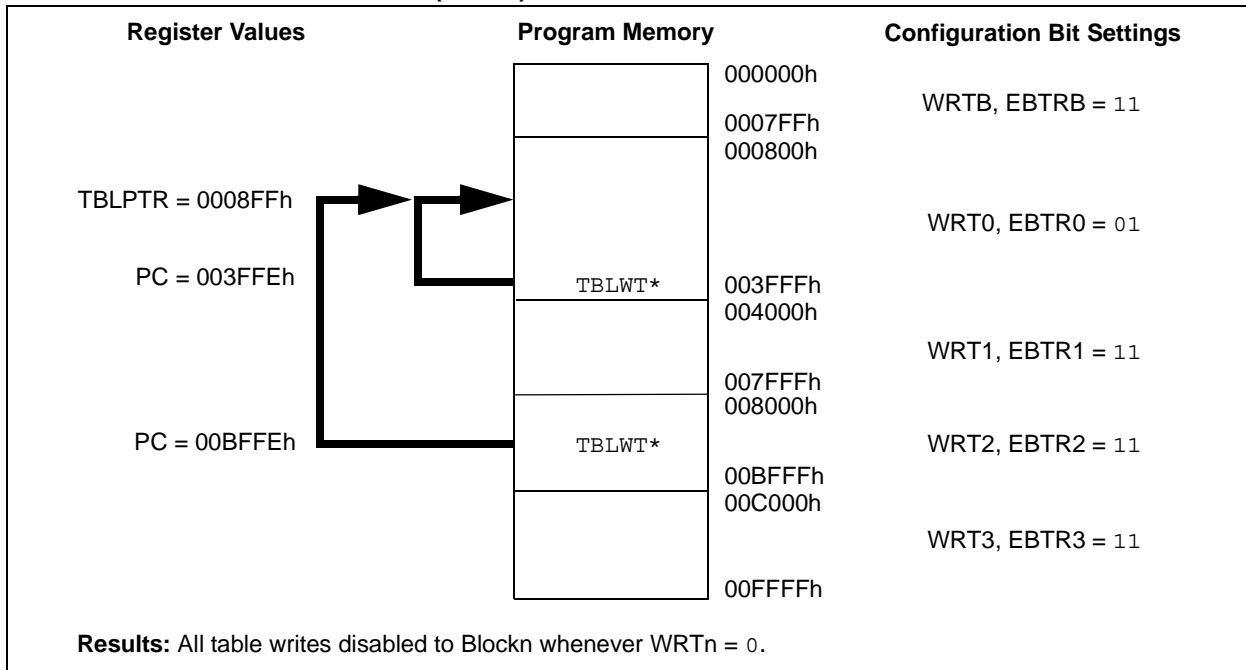 Register Values Program Memory Configuration Bit Settings
000000h
WRTB, EBTRB = 11
0007FFh
000800h
TBLPTR = 0008FFh
WRT0, EBTR0 = 01
PC = 003FFEh TBLWT* 003FFFh
004000h
WRT1, EBTR1 = 11
007FFFh
008000h
PC = 00BFFEh TBLWT* WRT2, EBTR2 = 11
00BFFFh
00C000h
WRT3, EBTR3 = 11
00FFFFh
Results: All table writes disabled to Blockn whenever WRTn = 0.